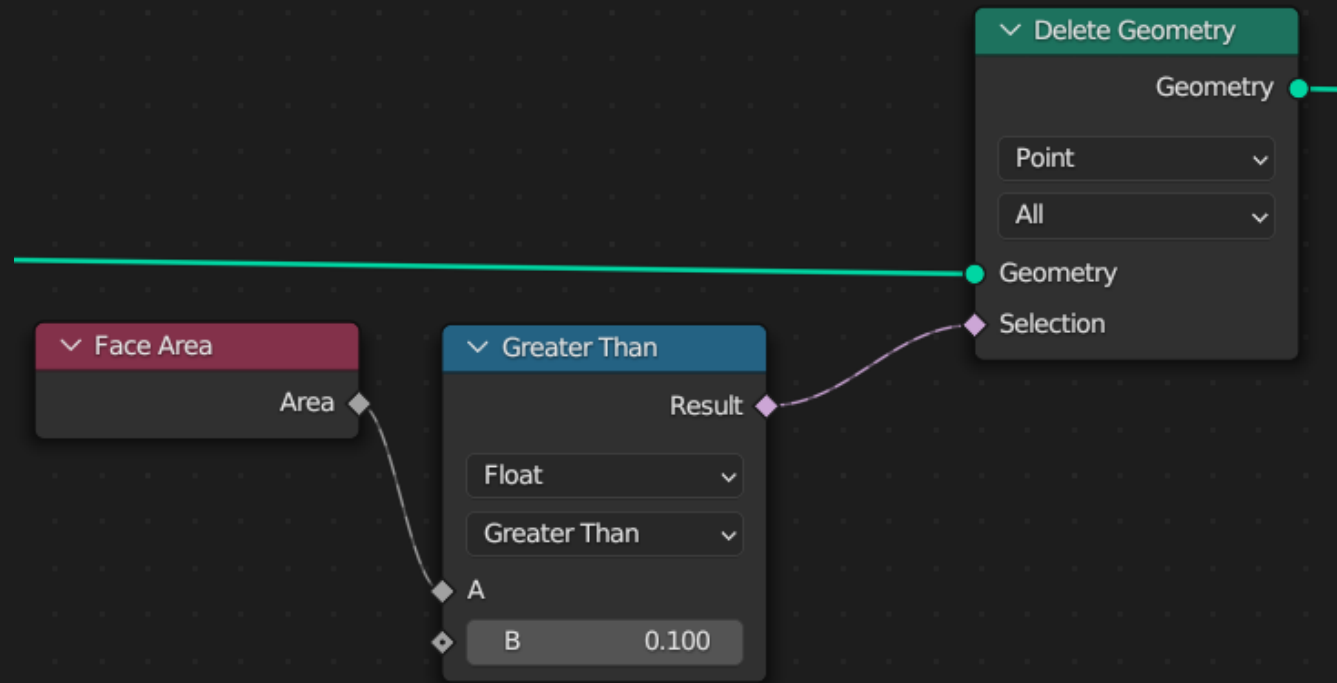 Delete Geometry
Geometry
Point
All
Geometry
Selection
Face Area
Area
Greater Than
Result
Float
Greater Than
A
B 0.100